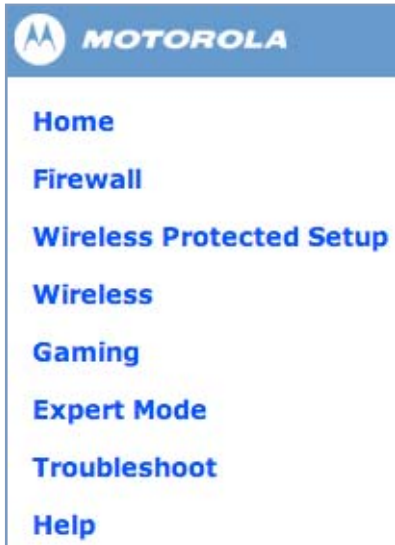 MOTOROLA
Home
Firewall
Wireless Protected Setup
Wireless
Gaming
Expert Mode
Troubleshoot
Help